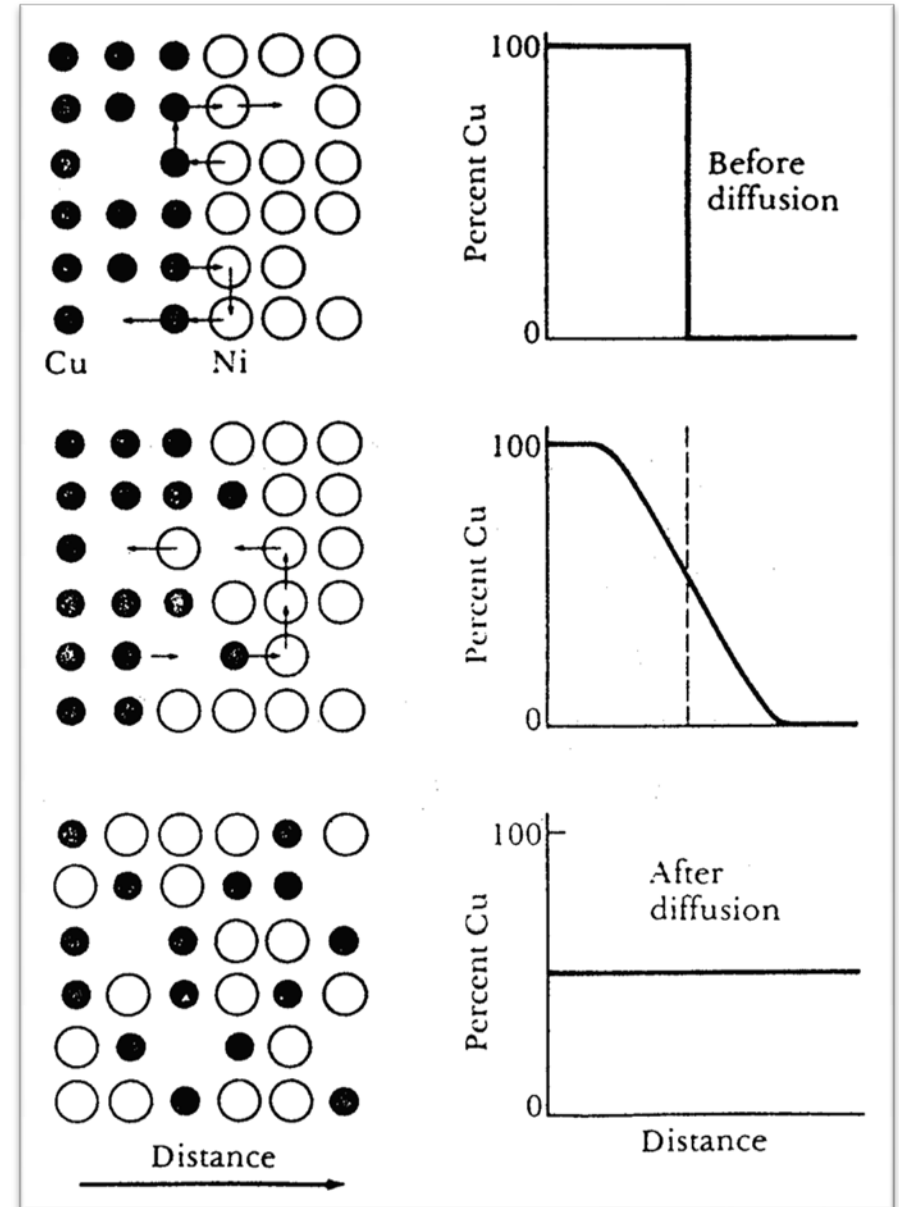 100
Percent Cu
Before
diffusion
0
Cu
Ni
100
Percent Cu
0
100
After
diffusion
Percent Cu
0
Distance
Distance